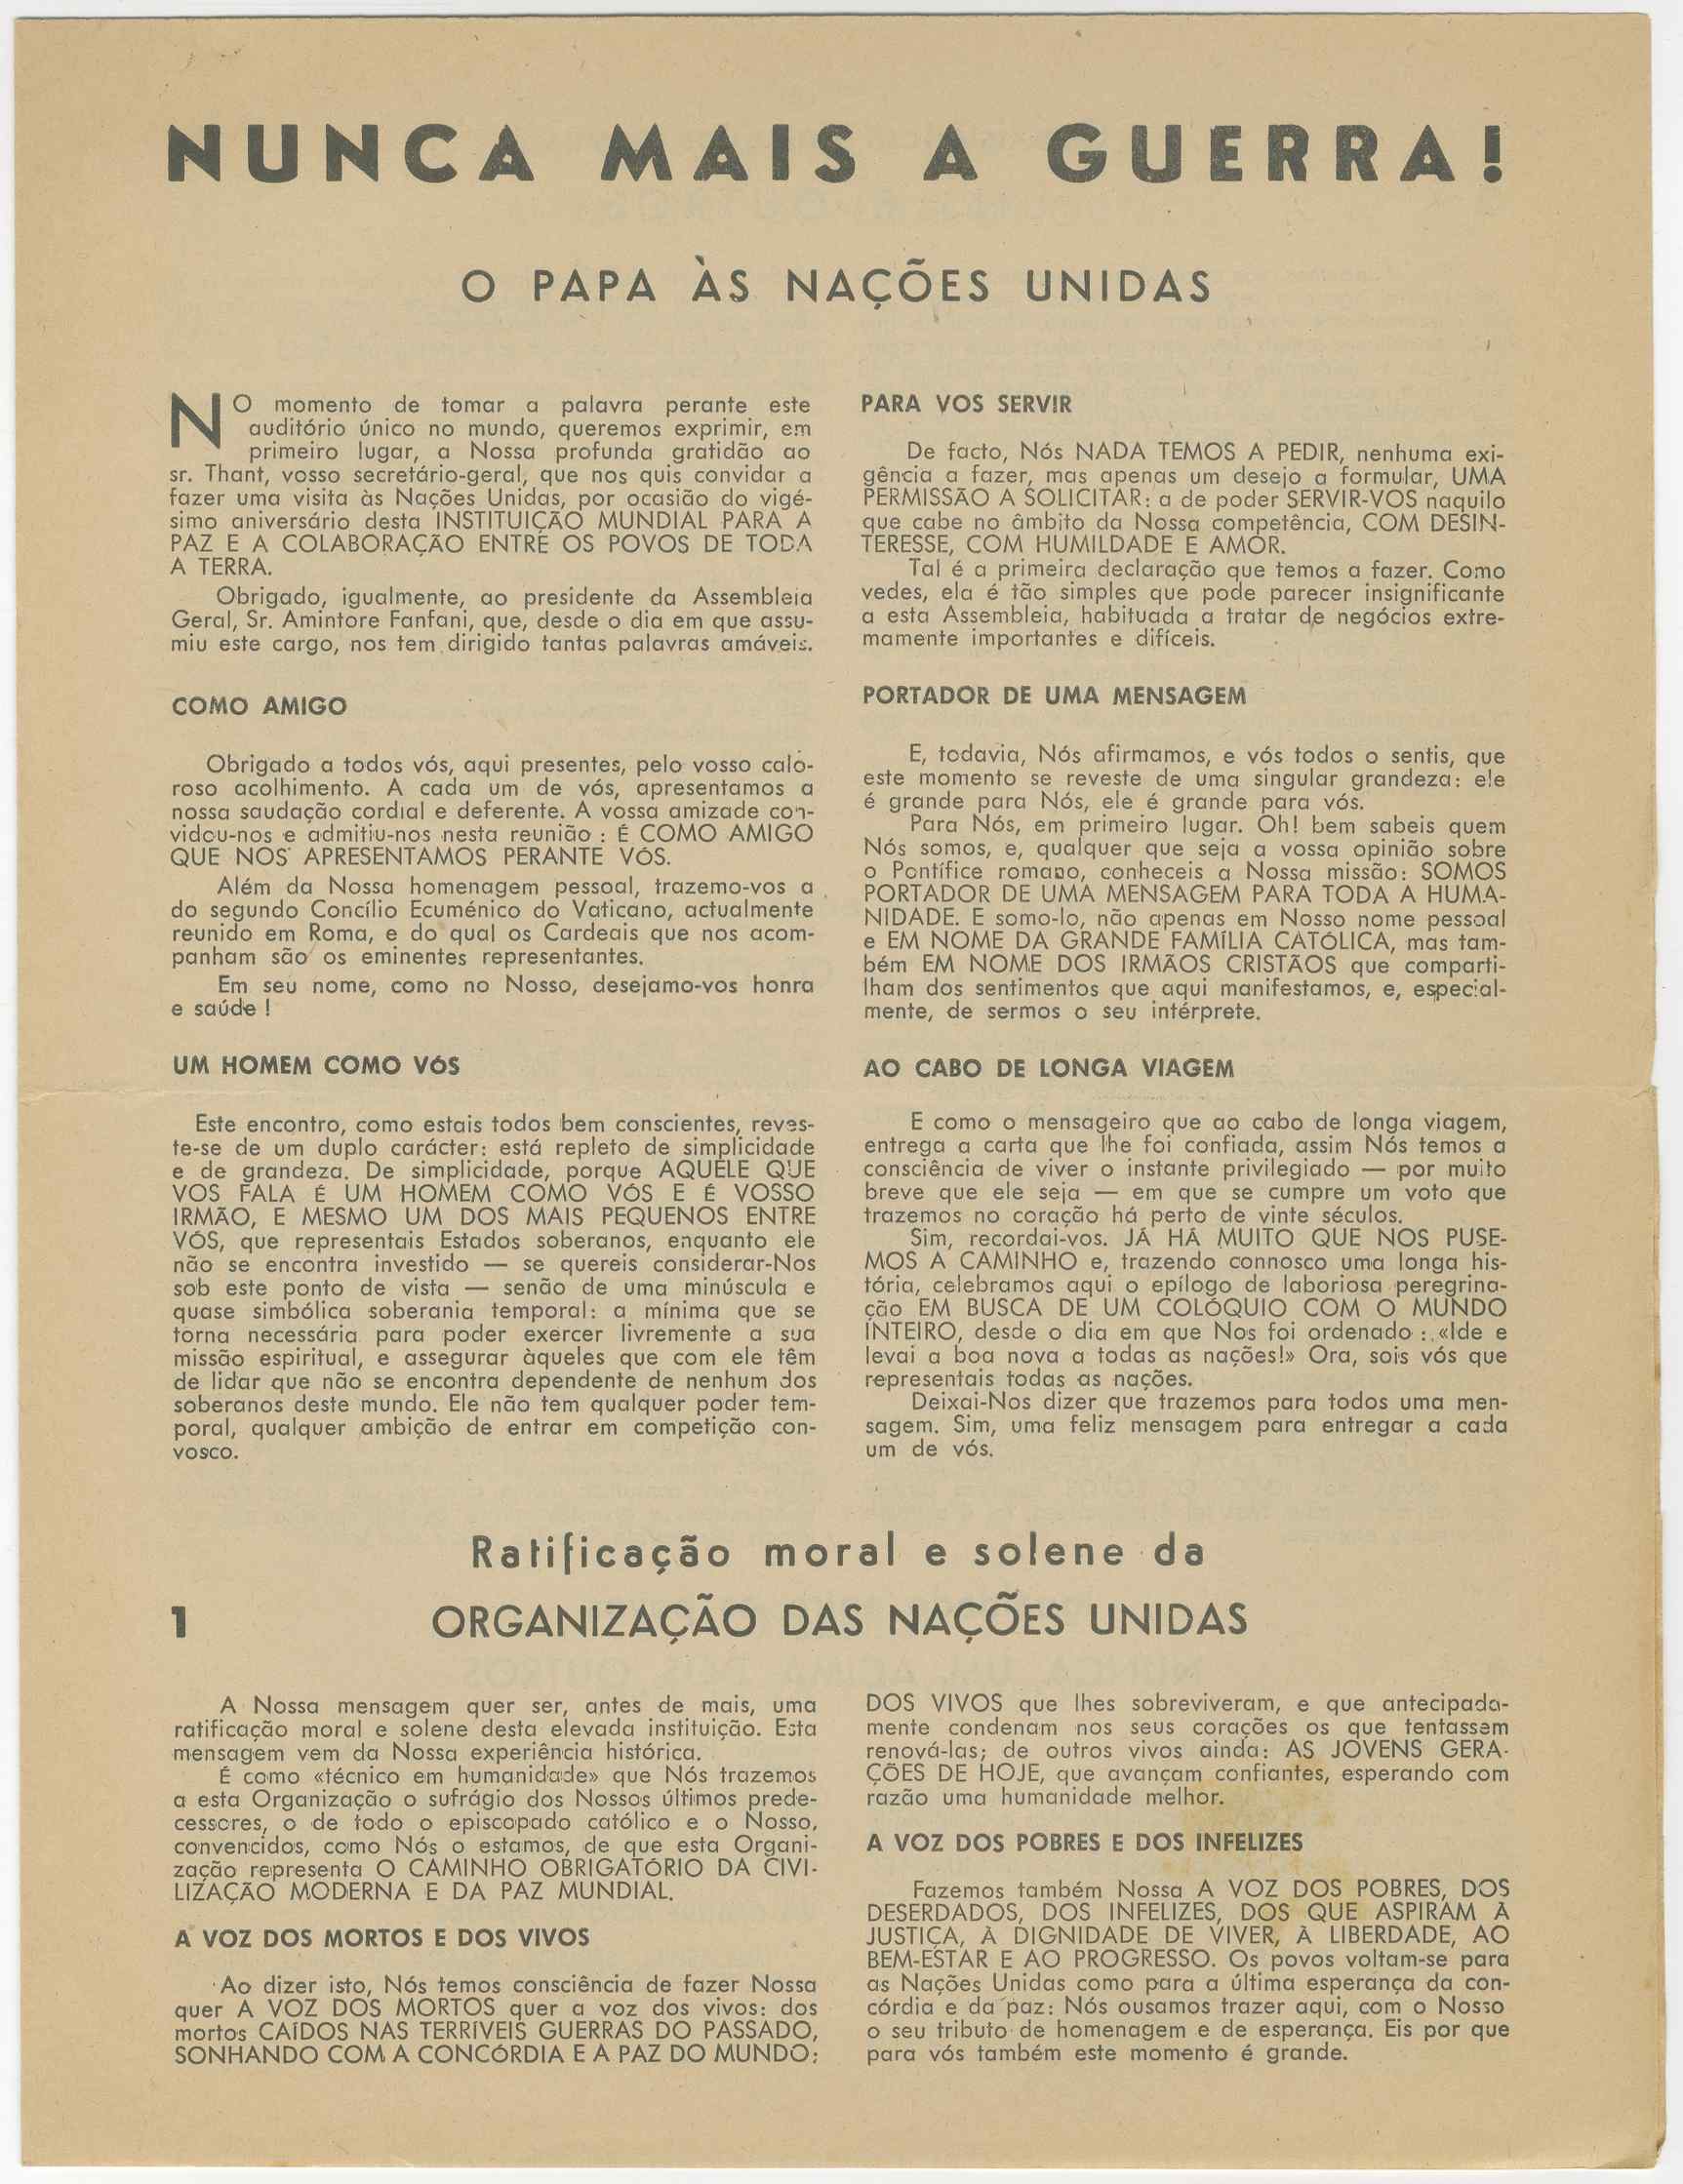 NUNCA MAIS A GUERRA!
O PAPA ÀS NAÇÕES UNIDAS
NO momento de tomar a palavra perante este
auditório único no mundo, queremos exprimir, em
primeiro lugar, a Nossa profunda gratidão ao
sr. Thant, vosso secretário-geral, que nos quis convidar a
fazer uma visita às Nações Unidas, por ocasião do vigé-
simo aniversário desta INSTITUIÇÃO MUNDIAL PARA A
PAZ E A COLABORAÇÃO ENTRE OS POVOS DE TODA
A TERRA.
Obrigado, igualmente, ao presidente da Assembleia
Geral, Sr. Amintore Fanfani, que, desde o dia em que assu-
miu este cargo, nos tem dirigido tantas palavras amáveis.
COMO AMIGO
Obrigado a todos vós, aqui presentes, pelo vosso calo-
roso acolhimento. A cada um de vós, apresentamos a
nossa saudação cordial e deferente. A vossa amizade con-
vidou-nos e admitiu-nos nesta reunião : É COMO AMIGO
QUE NOS APRESENTAMOS PERANTE VÓS.
Além da Nossa homenagem pessoal, trazemo-vos a
do segundo Concílio Ecuménico do Vaticano, actualmente
reunido em Roma, e do qual os Cardeais que nos acom-
panham são os eminentes representantes.
Em seu nome, como no Nosso, desejamo-vos honra
e saúde !
UM HOMEM COMO VÓS
Este encontro, como estais todos bem conscientes, reves-
te-se de um duplo carácter: está repleto de simplicidade
e de grandeza. De simplicidade, porque AQUELE QUE
VOS FALA É UM HOMEM COMO VÓS E É VOSSO
IRMÃO, E MESMO UM DOS MAIS PEQUENOS ENTRE
VÓS, que representais Estados soberanos, enquanto ele
não se encontra investido — se quereis considerar-Nos
sob este ponto de vista — senão de uma minúscula e
quase simbólica soberania temporal: a mínima que se
torna necessária para poder exercer livremente a sua
missão espiritual, e assegurar àqueles que com ele têm
de lidar que não se encontra dependente de nenhum dos
soberanos deste mundo. Ele não tem qualquer poder tem-
poral, qualquer ambição de entrar em competição con-
vosco.
PARA VOS SERVIR
De facto, Nós NADA TEMOS A PEDIR, nenhuma exi-
gência a fazer, mas apenas um desejo a formular, UMA
PERMISSÃO A SOLICITAR: a de poder SERVIR-VOS naquilo
que cabe no âmbito da Nossa competência, COM DESIN-
TERESSE, COM HUMILDADE E AMOR.
Tal é a primeira declaração que temos a fazer. Como
vedes, ela é tão simples que pode parecer insignificante
a esta Assembleia, habituada a tratar de negócios extre-
mamente importantes e difíceis.
PORTADOR DE UMA MENSAGEM
E, todavia, Nós afirmamos, e vós todos o sentis, que
este momento se reveste de uma singular grandeza: ele
é grande para Nós, ele é grande para vós.
Para Nós, em primeiro lugar. Oh! bem sabeis quem
Nós somos, e, qualquer que seja a vossa opinião sobre
o Pontífice romano, conheceis a Nossa missão: SOMOS
PORTADOR DE UMA MENSAGEM PARA TODA A HUMA-
NIDADE. E somo-lo, não apenas em Nosso nome pessoal
e EM NOME DA GRANDE FAMÍLIA CATÓLICA, mas tam-
bém EM NOME DOS IRMÃOS CRISTÃOS que comparti-
lham dos sentimentos que aqui manifestamos, e, especial-
mente, de sermos o seu intérprete.
AO CABO DE LONGA VIAGEM
E como o mensageiro que ao cabo de longa viagem,
entrega a carta que lhe foi confiada, assim Nós temos a
consciência de viver o instante privilegiado — por muito
breve que ele seja — em que se cumpre um voto que
trazemos no coração há perto de vinte séculos.
Sim, recordai-vos. JÁ HÁ MUITO QUE NOS PUSE-
MOS A CAMINHO e, trazendo connosco uma longa his-
tória, celebramos aqui o epílogo de laboriosa peregrina-
ção EM BUSCA DE UM COLÓQUIO COM O MUNDO
INTEIRO, desde o dia em que Nos foi ordenado : «Ide e
levai a boa nova a todas as nações!» Ora, sois vós que
representais todas as nações.
Deixai-Nos dizer que trazemos para todos uma men-
sagem. Sim, uma feliz mensagem para entregar a cada
um de vós.
Ratificação moral e solene da
1 ORGANIZAÇÃO DAS NAÇÕES UNIDAS
A Nossa mensagem quer ser, antes de mais, uma
ratificação moral e solene desta elevada instituição. Esta
mensagem vem da Nossa experiência histórica.
É como «técnico em humanidade» que Nós trazemos
a esta Organização o sufrágio dos Nossos últimos prede-
cessores, o de todo o episcopado católico e o Nosso,
convencidos, como Nós o estamos, de que esta Organi-
zação representa O CAMINHO OBRIGATÓRIO DA CIVI-
LIZAÇÃO MODERNA E DA PAZ MUNDIAL.
A VOZ DOS MORTOS E DOS VIVOS
Ao dizer isto, Nós temos consciência de fazer Nossa
quer A VOZ DOS MORTOS quer a voz dos vivos: dos
mortos CAÍDOS NAS TERRÍVEIS GUERRAS DO PASSADO,
SONHANDO COM A CONCÓRDIA E A PAZ DO MUNDO;
DOS VIVOS que lhes sobreviveram, e que antecipada-
mente condenam nos seus corações os que tentassem
renová-las; de outros vivos ainda: AS JOVENS GERA-
ÇÕES DE HOJE, que avançam confiantes, esperando com
razão uma humanidade melhor.
A VOZ DOS POBRES E DOS INFELIZES
Fazemos também Nossa A VOZ DOS POBRES, DOS
DESERDADOS, DOS INFELIZES, DOS QUE ASPIRAM À
JUSTIÇA, À DIGNIDADE DE VIVER, À LIBERDADE, AO
BEM-ESTAR E AO PROGRESSO. Os povos voltam-se para
as Nações Unidas como para a última esperança da con-
córdia e da paz: Nós ousamos trazer aqui, com o Nosso
o seu tributo de homenagem e de esperança. Eis por que
para vós também este momento é grande.